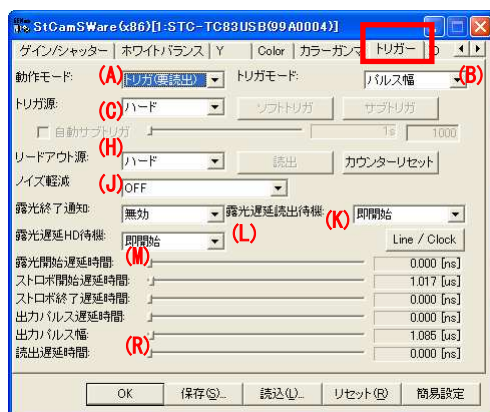 StCamSWare(x86)[1:STC-TC83USB(99A0004)]
ゲイン/シャッター ホワイトバランス Y Color カラーガンマ トリガー
動作モード: (A) トリガ(要読出) トリガモード: パルス幅 (B)
トリガ源: (C) ハード ソフトトリガ サブトリガ
自動サブトリガ 1s 1000
(H)
リードアウト源: ハード 読出 カウンターリセット
ノイズ軽減 (J) OFF
露光終了通知: 無効 露光遅延読出待機: (K) 即開始
露光遅延HD待機: 即開始 (L) Line / Clock
(M)
露光開始遅延時間: 0.000 [ns]
ストロボ開始遅延時間: 1.017 [us]
ストロボ終了遅延時間: 0.000 [ns]
出力パルス遅延時間: 0.000 [ns]
出力パルス幅: 1.085 [us]
読出遅延時間: (R) 0.000 [ns]
OK 保存(S)... 読込(L)... リセット(R) 簡易設定